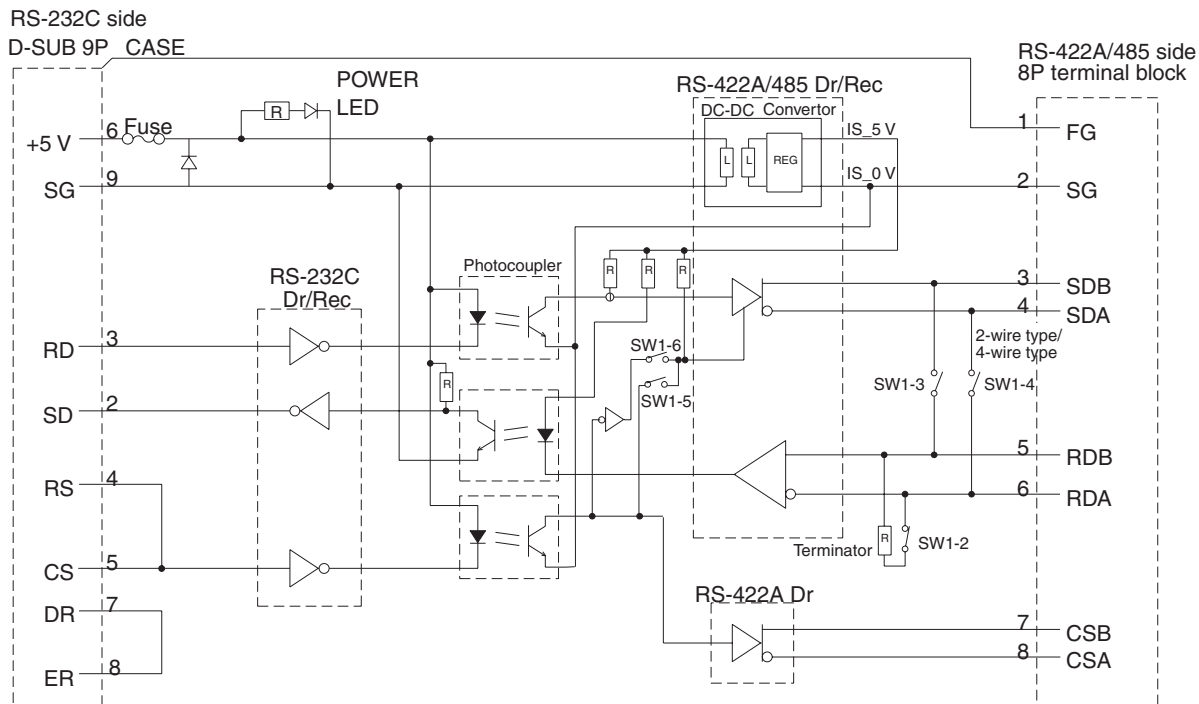 RS-232C side
D-SUB 9P CASE
RS-422A/485 side
8P terminal block
POWER
LED
R
RS-422A/485 Dr/Rec
DC-DC Convertor
+5 V
6
Fuse
L
L
REG
IS_5 V
1
FG
SG
9
IS_0 V
2
SG
RS-232C
Dr/Rec
Photocoupler
R
R
R
3
SDB
4
SDA
RD
3
SW1-6
2-wire type/
4-wire type
R
SW1-5
SW1-3
SW1-4
SD
2
5
RDB
RS
4
6
RDA
Terminator
R
SW1-2
CS
5
DR
7
RS-422A Dr
7
CSB
8
CSA
ER
8